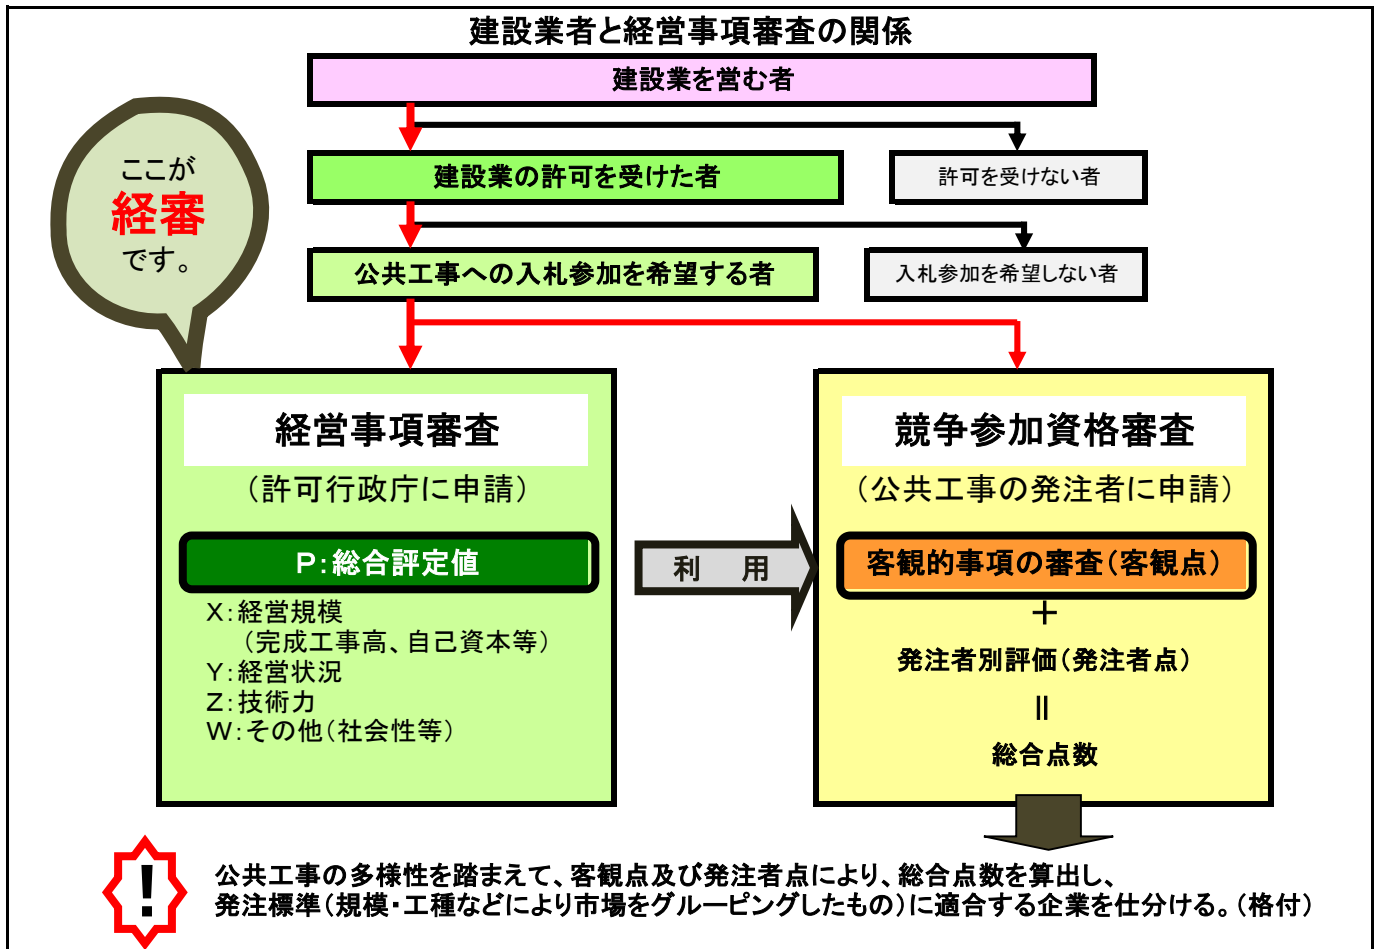 建設業者と経営事項審査の関係
建設業を営む者
ここが
経審
です。
建設業の許可を受けた者
許可を受けない者
公共工事への入札参加を希望する者
入札参加を希望しない者
経営事項審査
（許可行政庁に申請）
P：総合評定値
X：経営規模
（完成工事高、自己資本等）
Y：経営状況
Z：技術力
W：その他（社会性等）
利　用
競争参加資格審査
（公共工事の発注者に申請）
客観的事項の審査（客観点）
＋
発注者別評価（発注者点）
＝
総合点数
!
公共工事の多様性を踏まえて、客観点及び発注者点により、総合点数を算出し、
発注標準（規模・工種などにより市場をグルーピングしたもの）に適合する企業を仕分ける。（格付）